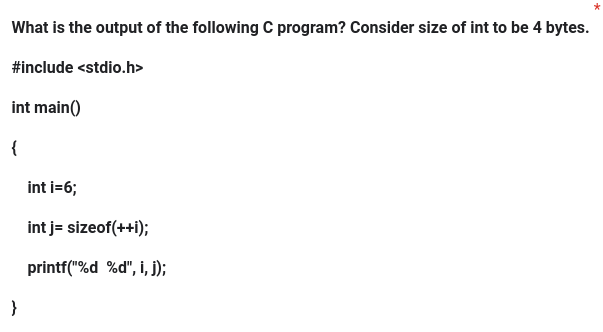 *
What is the output of the following C program? Consider size of int to be 4 bytes.
#include <stdio.h>
int main()
{
int i=6;
int j= sizeof(++i);
printf("%d  %d", i, j);
}